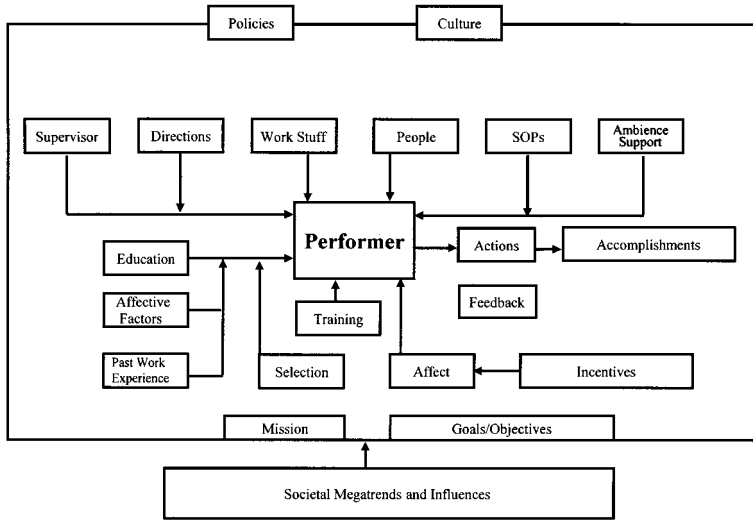 Policies
Culture
Supervisor
Directions
Work Stuff
People
SOPs
Ambience
Support
Performer
Education
Actions
Accomplishments
Affective
Factors
Feedback
Training
Past Work
Experience
Selection
Affect
Incentives
Mission
Goals/Objectives
Societal Megatrends and Influences